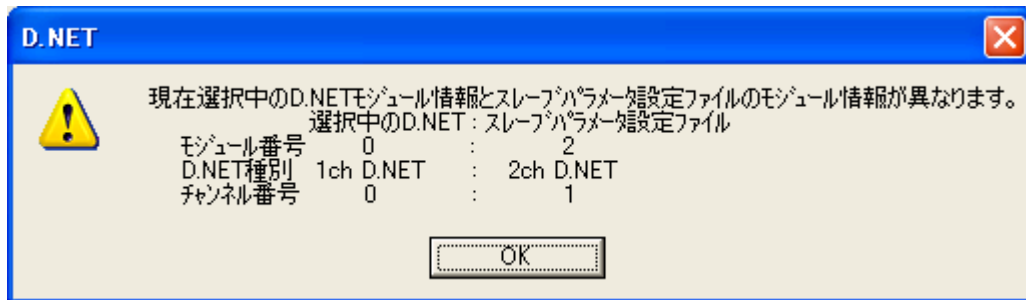 D.NET
現在選択中のD.NETﾓｼﾞｭｰﾙ情報とｽﾚｰﾌﾞﾊﾟﾗﾒｰﾀ設定ﾌｧｲﾙのﾓｼﾞｭｰﾙ情報が異なります。
選択中のD.NET : ｽﾚｰﾌﾞﾊﾟﾗﾒｰﾀ設定ﾌｧｲﾙ
ﾓｼﾞｭｰﾙ番号 0 : 2
D.NET種別 1ch D.NET : 2ch D.NET
ﾁｬﾝﾈﾙ番号 0 : 1
OK